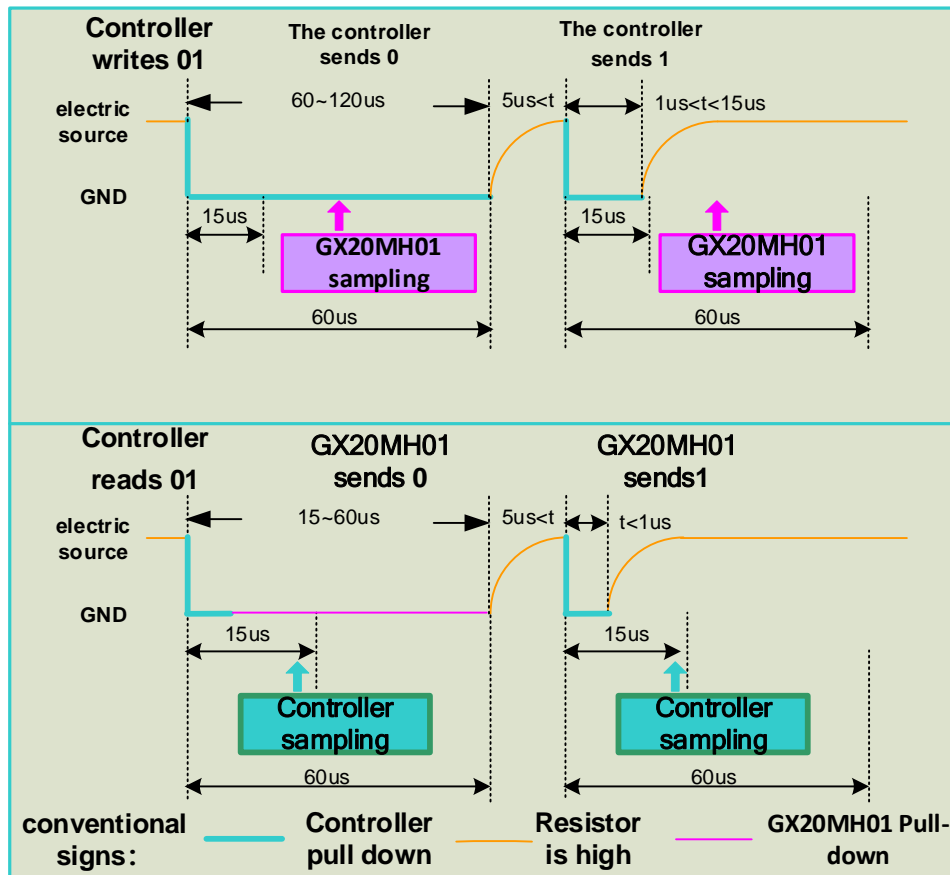 Controller
writes 01
The controller
sends 0
The controller
sends 1
60~120us
5us<t
1us<t<15us
electric
source
GND
15us
15us
GX20MH01
sampling
GX20MH01
sampling
60us
60us
Controller
reads 01
GX20MH01
sends 0
GX20MH01
sends1
15~60us
5us<t
t<1us
electric
source
GND
15us
15us
Controller
sampling
Controller
sampling
60us
60us
conventional
signs:
Controller
pull down
Resistor
is high
GX20MH01 Pull-
down